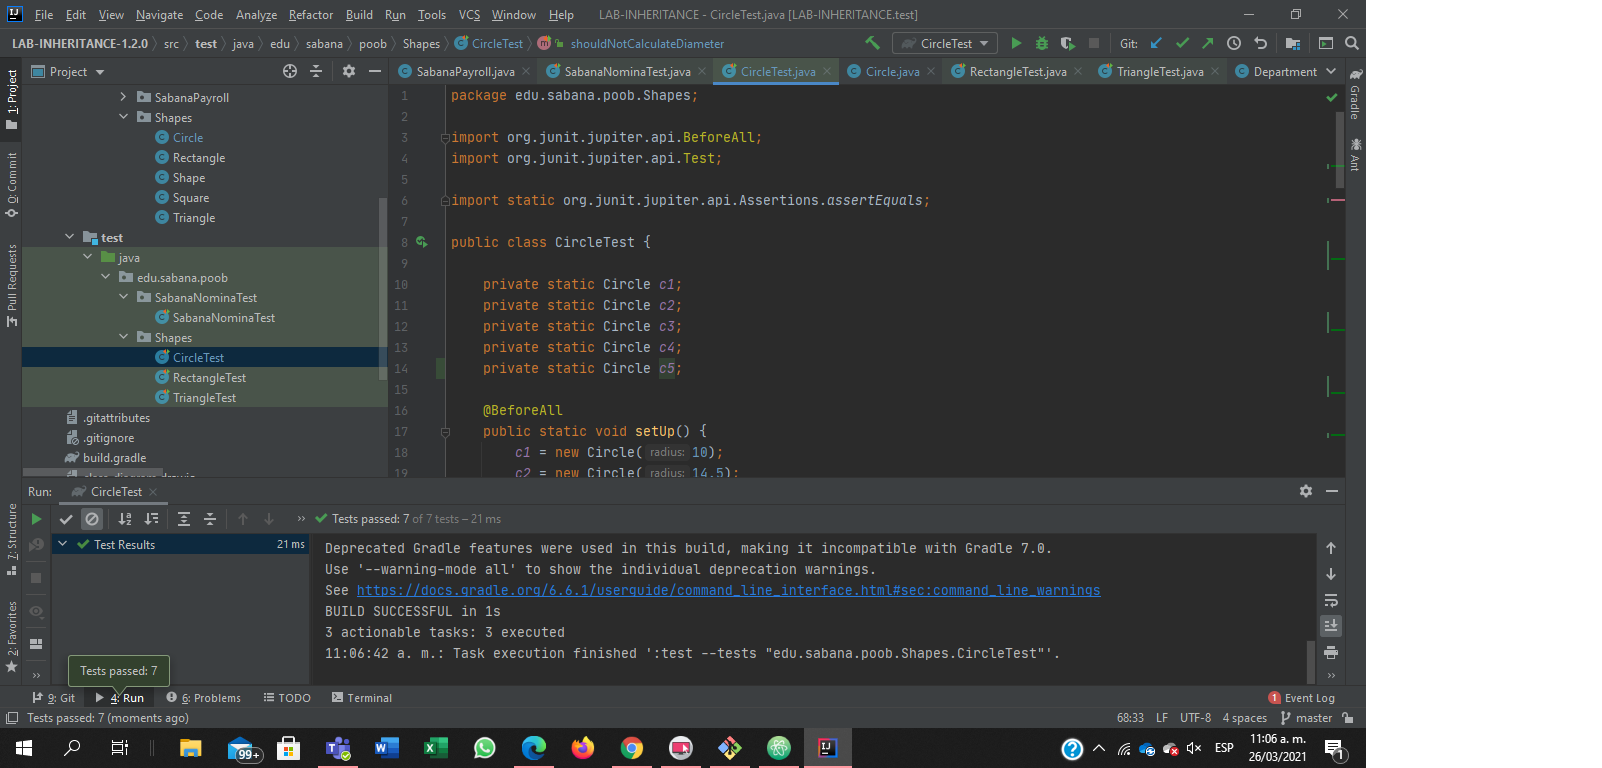 File Edit View Navigate Code Analyze Refactor Build Run Tools VCS Window Help LAB-INHERITANCE - CircleTest.java [LAB-INHERITANCE.test]
LAB-INHERITANCE-1.2.0 src test java edu sabana poob Shapes CircleTest shouldNotCalculateDiameter CircleTest Git:
Project SabanaPayroll.java SabanaNominaTest.java CircleTest.java Circle.java RectangleTest.java TriangleTest.java Department
1: Project
0: Commit
Pull Requests
7: Structure
2: Favorites
Gradle
Ant
SabanaPayroll
Shapes
Circle
Rectangle
Shape
Square
Triangle
test
java
edu.sabana.poob
SabanaNominaTest
SabanaNominaTest
Shapes
CircleTest
RectangleTest
TriangleTest
.gitattributes
.gitignore
build.gradle
1 package edu.sabana.poob.Shapes;
2
3 import org.junit.jupiter.api.BeforeAll;
4 import org.junit.jupiter.api.Test;
5
6 import static org.junit.jupiter.api.Assertions.assertEquals;
7
8 public class CircleTest {
9
10 private static Circle c1;
11 private static Circle c2;
12 private static Circle c3;
13 private static Circle c4;
14 private static Circle c5;
15
16 @BeforeAll
17 public static void setUp() {
18 c1 = new Circle( radius: 10);
19 c2 = new Circle( radius: 14.5);
Run: CircleTest
Tests passed: 7 of 7 tests – 21 ms
Test Results 21 ms
Deprecated Gradle features were used in this build, making it incompatible with Gradle 7.0.
Use '--warning-mode all' to show the individual deprecation warnings.
See https://docs.gradle.org/6.6.1/userguide/command_line_interface.html#sec:command_line_warnings
BUILD SUCCESSFUL in 1s
3 actionable tasks: 3 executed
11:06:42 a. m.: Task execution finished ':test --tests "edu.sabana.poob.Shapes.CircleTest"'.
Tests passed: 7
9: Git 4: Run 6: Problems TODO Terminal 1 Event Log
Tests passed: 7 (moments ago) 68:33 LF UTF-8 4 spaces master
99+ ESP 11:06 a. m.
26/03/2021 1